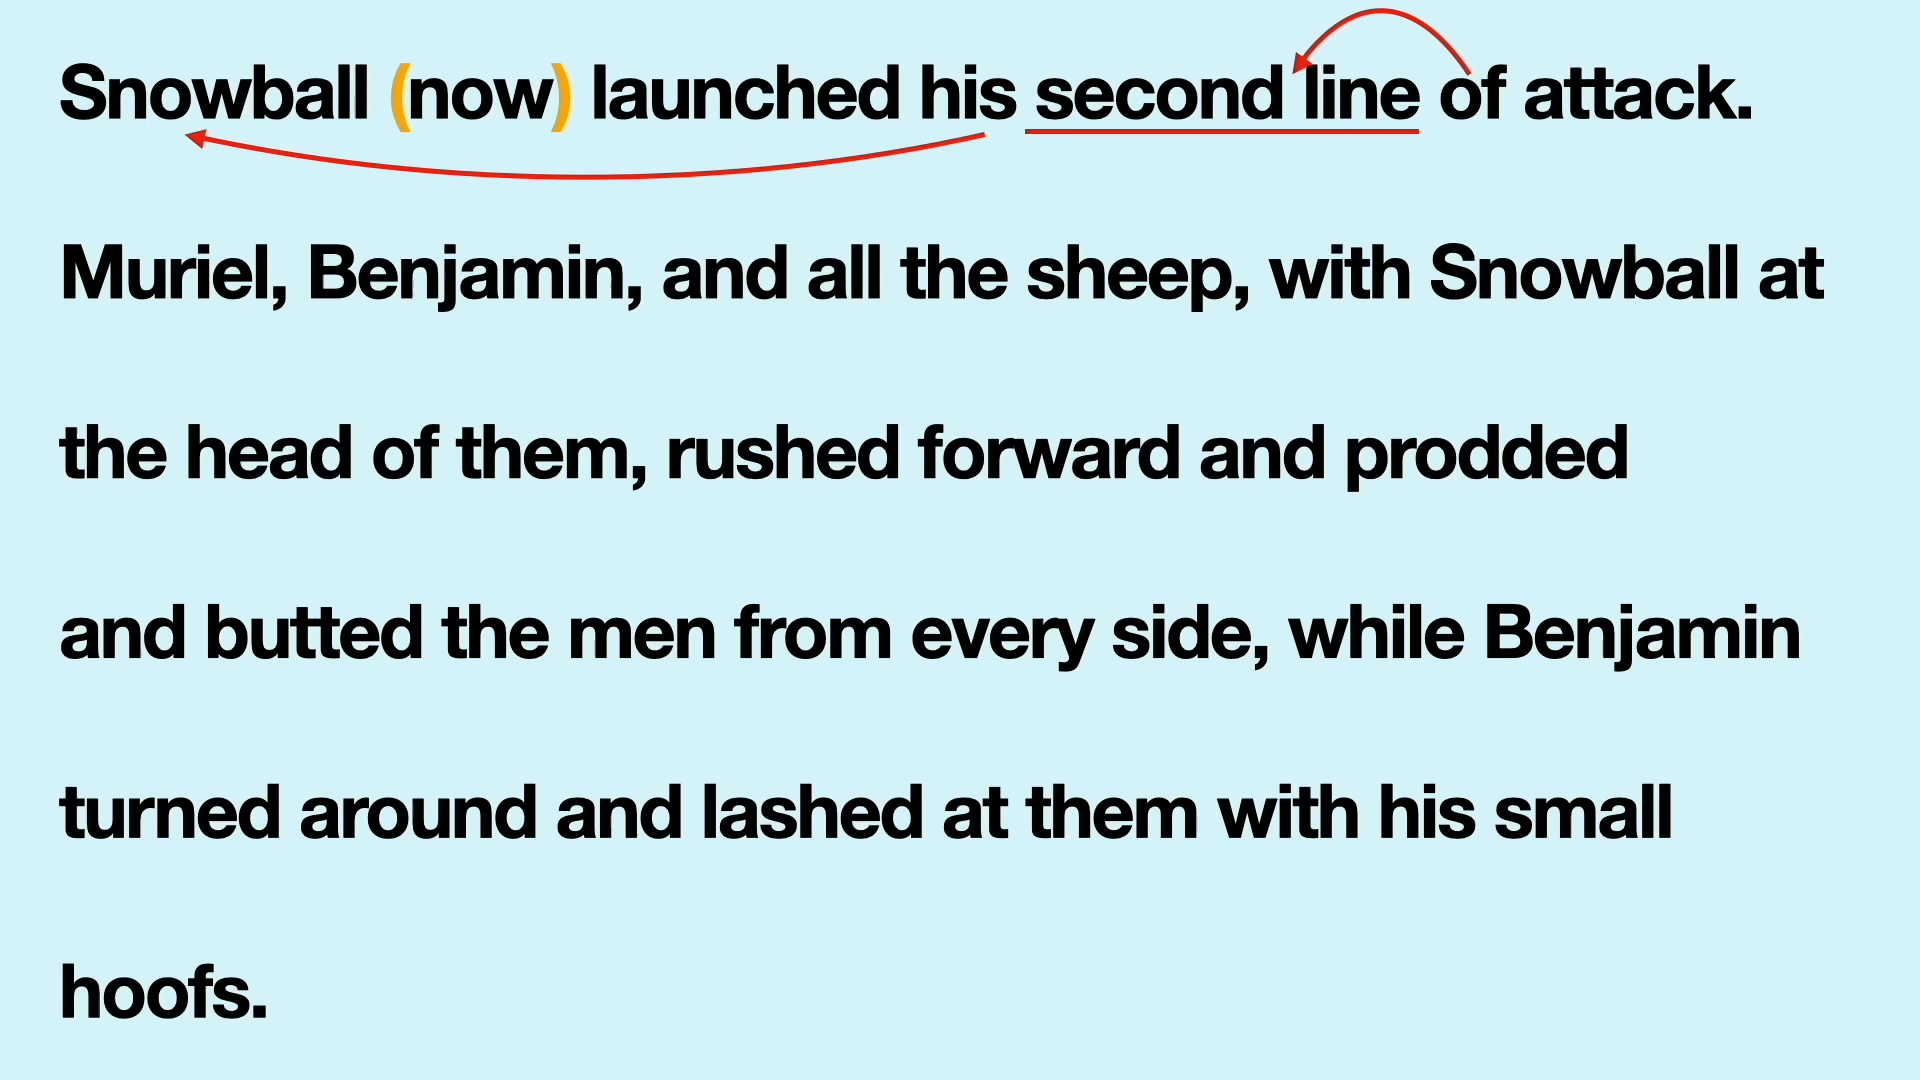 Snowball (now) launched his second line of attack.
Muriel, Benjamin, and all the sheep, with Snowball at
the head of them, rushed forward and prodded
and butted the men from every side, while Benjamin
turned around and lashed at them with his small
hoofs.